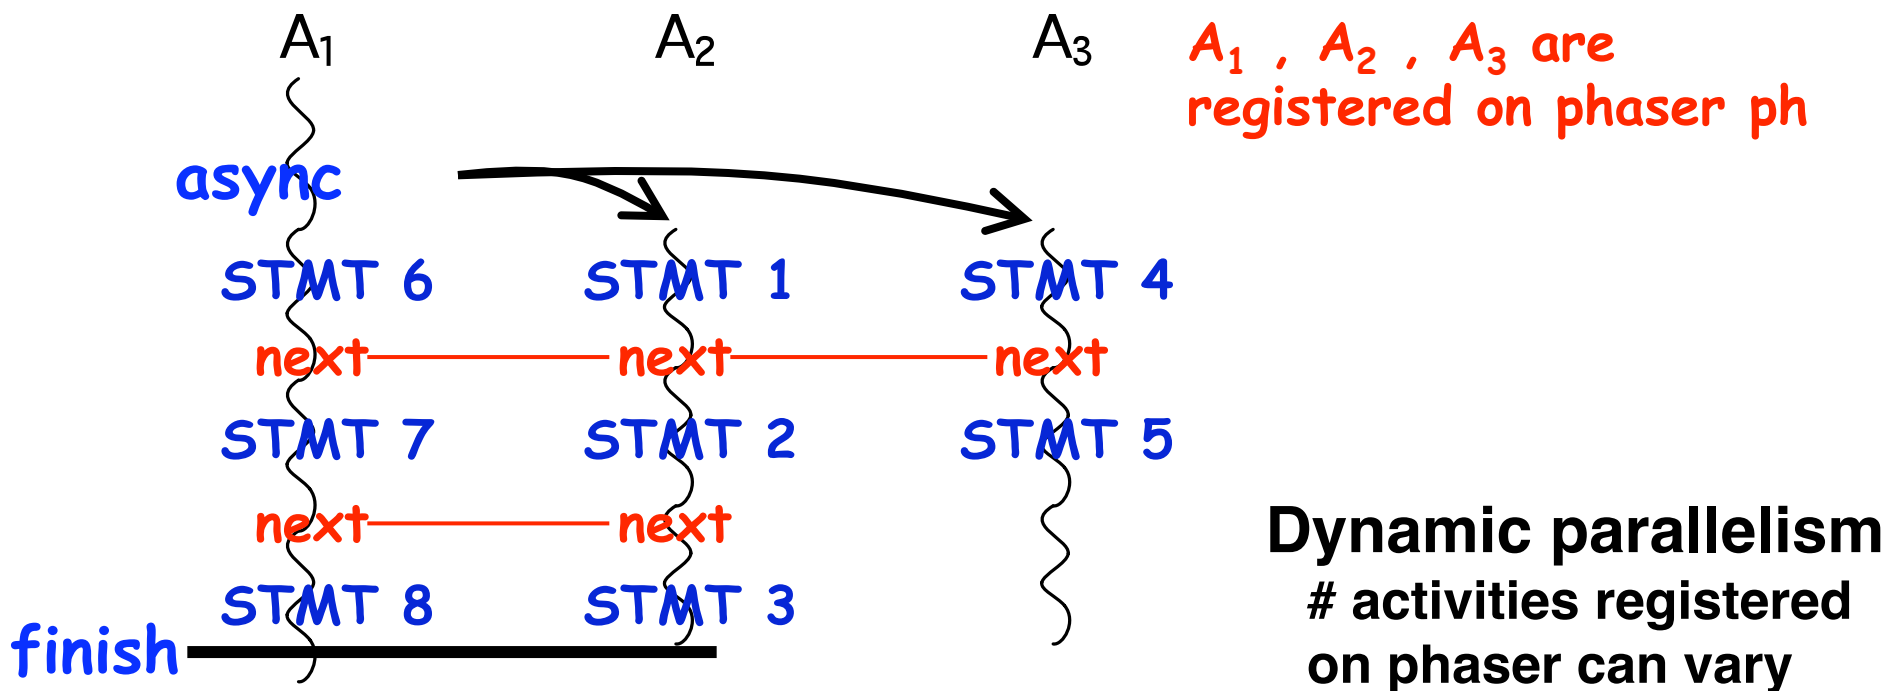 A1 A2 A3
A1 , A2 , A3 are
registered on phaser ph
async
STMT 6 STMT 1 STMT 4
next next next
STMT 7 STMT 2 STMT 5
next next
Dynamic parallelism
STMT 8 STMT 3
# activities registered
finish
on phaser can vary